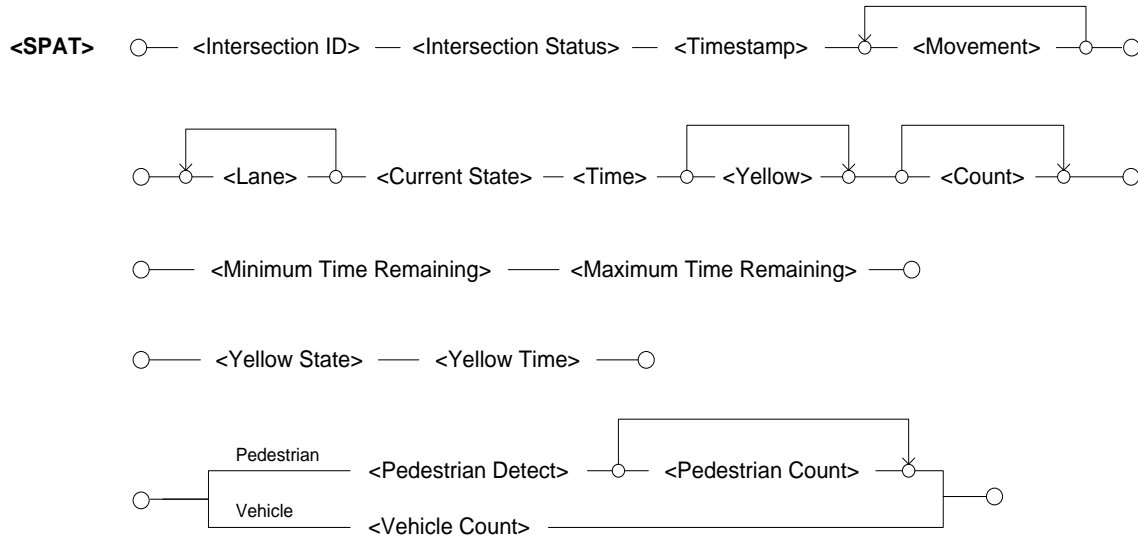 <SPAT> <Intersection ID> <Intersection Status> <Timestamp> <Movement>
<Lane> <Current State> <Time> <Yellow> <Count>
<Minimum Time Remaining> <Maximum Time Remaining>
<Yellow State> <Yellow Time>
Pedestrian <Pedestrian Detect> <Pedestrian Count>
Vehicle <Vehicle Count>